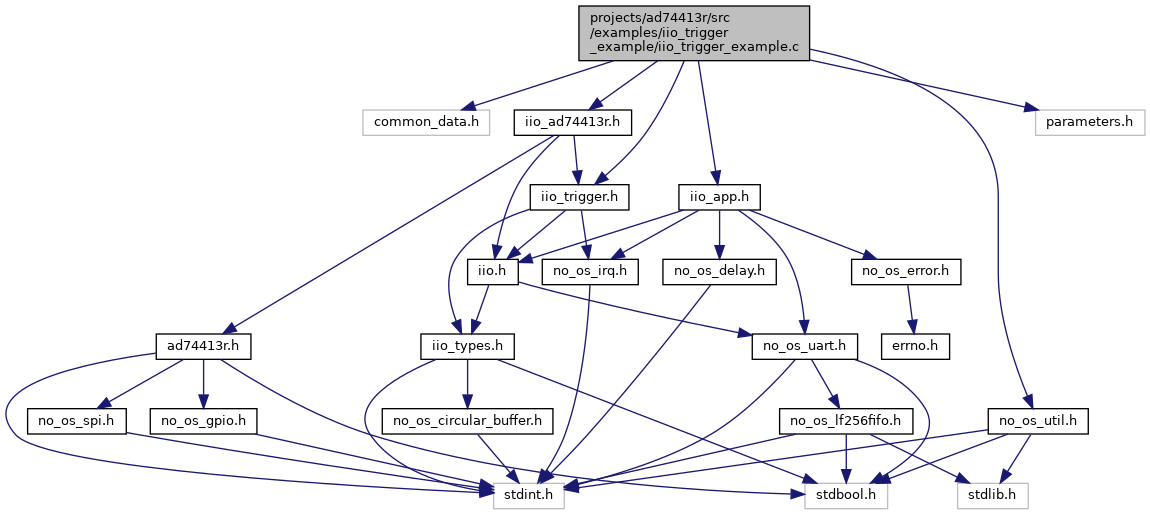 projects/ad74413r/src
/examples/iio_trigger
_example/iio_trigger_example.c
common_data.h
iio_ad74413r.h
parameters.h
iio_trigger.h
iio_app.h
iio.h
no_os_irq.h
no_os_delay.h
no_os_error.h
ad74413r.h
iio_types.h
no_os_uart.h
errno.h
no_os_spi.h
no_os_gpio.h
no_os_circular_buffer.h
no_os_lf256fifo.h
no_os_util.h
stdint.h
stdbool.h
stdlib.h